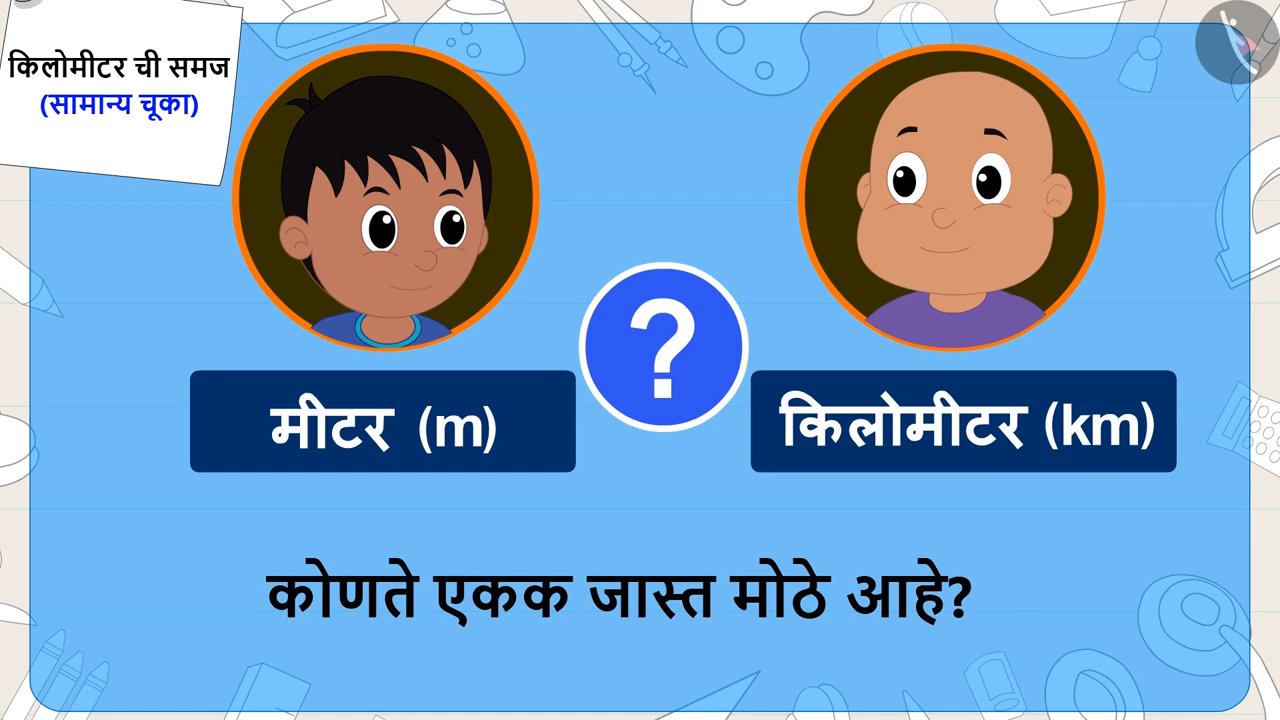 किलोमीटर ची समज
(सामान्य चूका)
?
मीटर (m)
किलोमीटर (km)
कोणते एकक जास्त मोठे आहे?